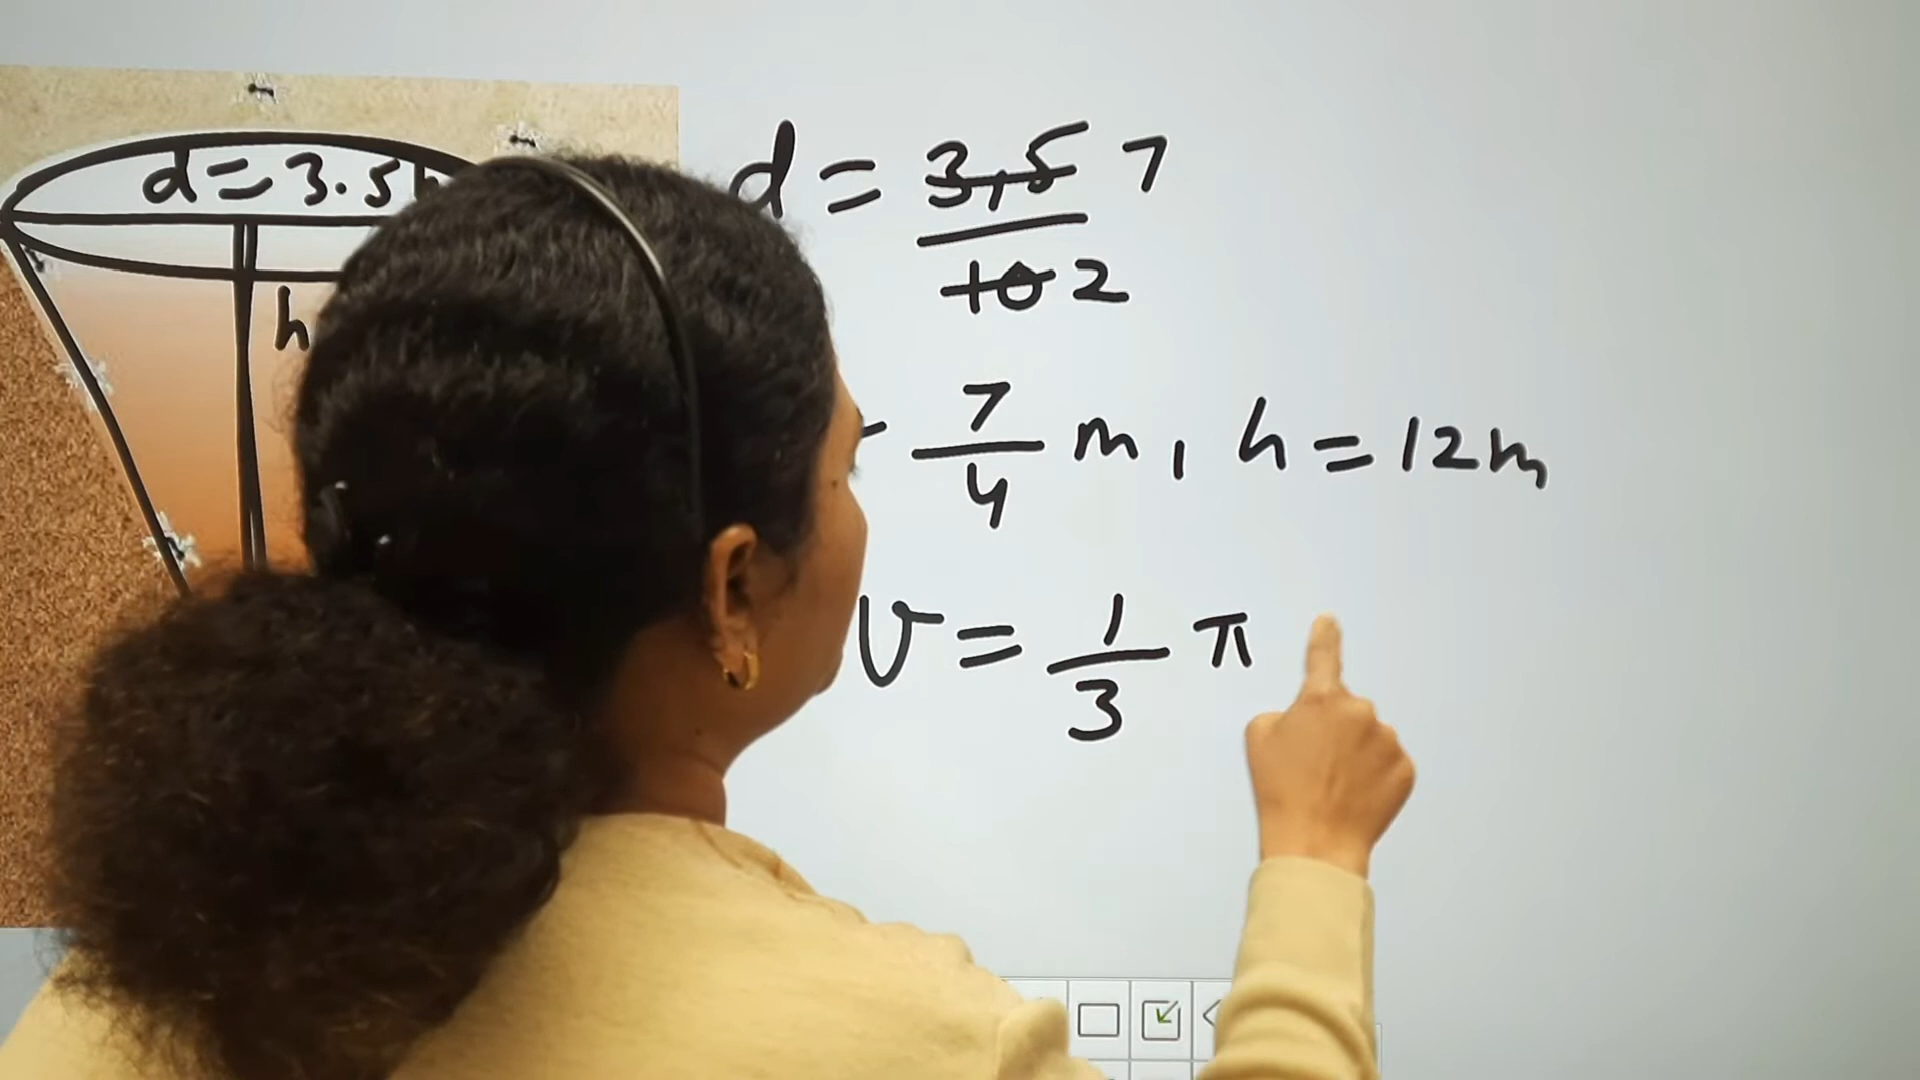 d = 3.5
h
d = 3,5 7
10 2
= 7/4 m, h = 12m
V = 1/3 π